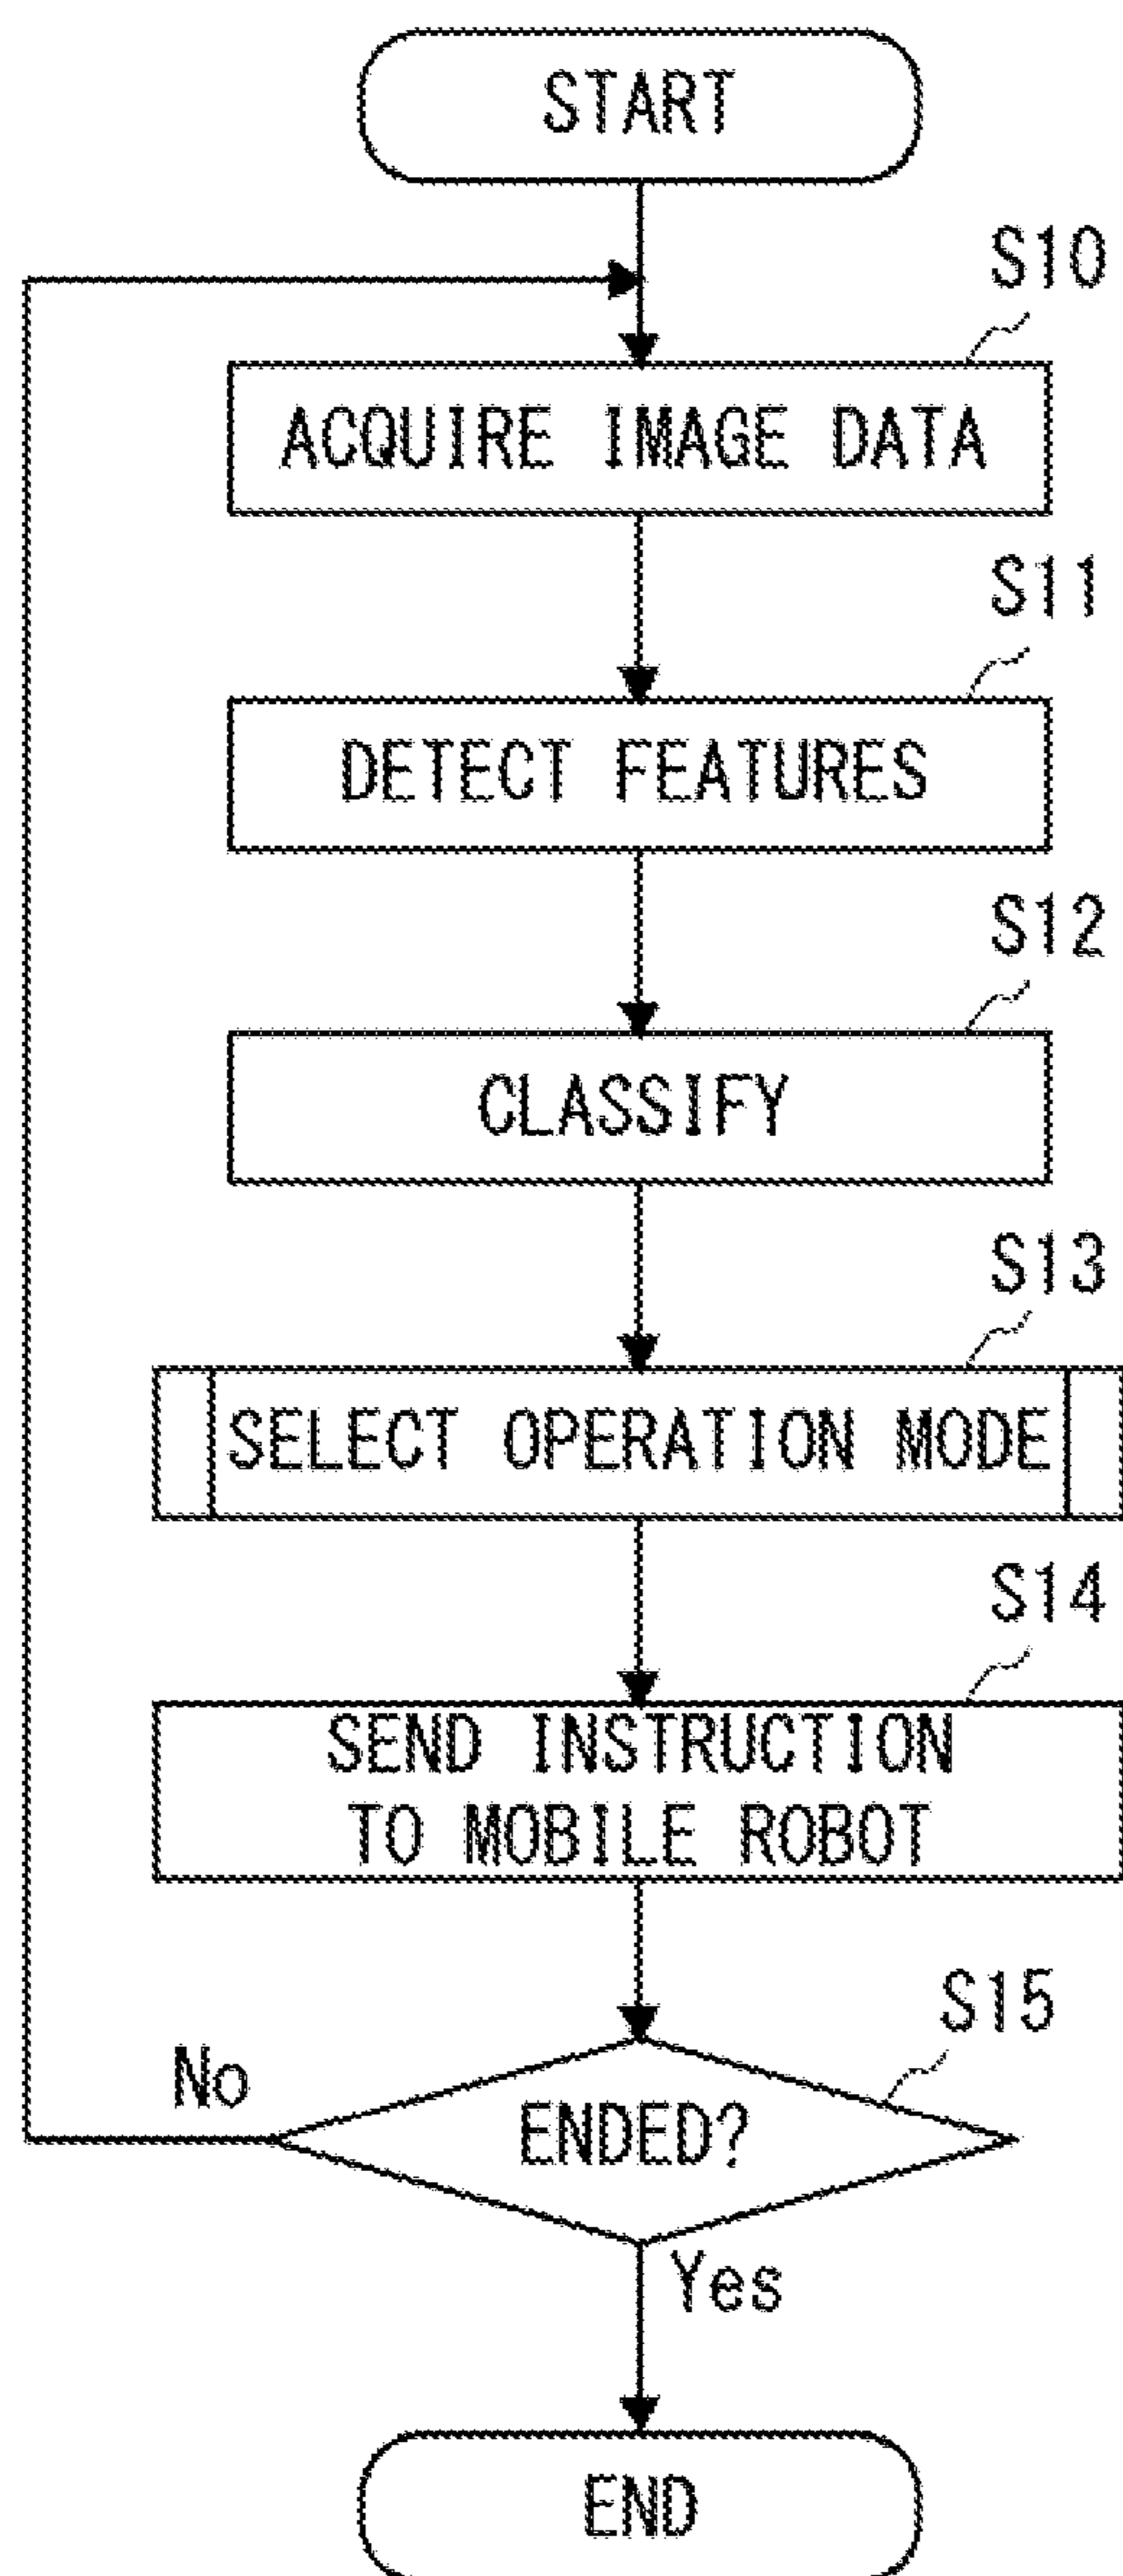 START
S10
ACQUIRE IMAGE DATA
S11
DETECT FEATURES
S12
CLASSIFY
S13
SELECT OPERATION MODE
S14
SEND INSTRUCTION
TO MOBILE ROBOT
S15
No
ENDED?
Yes
END